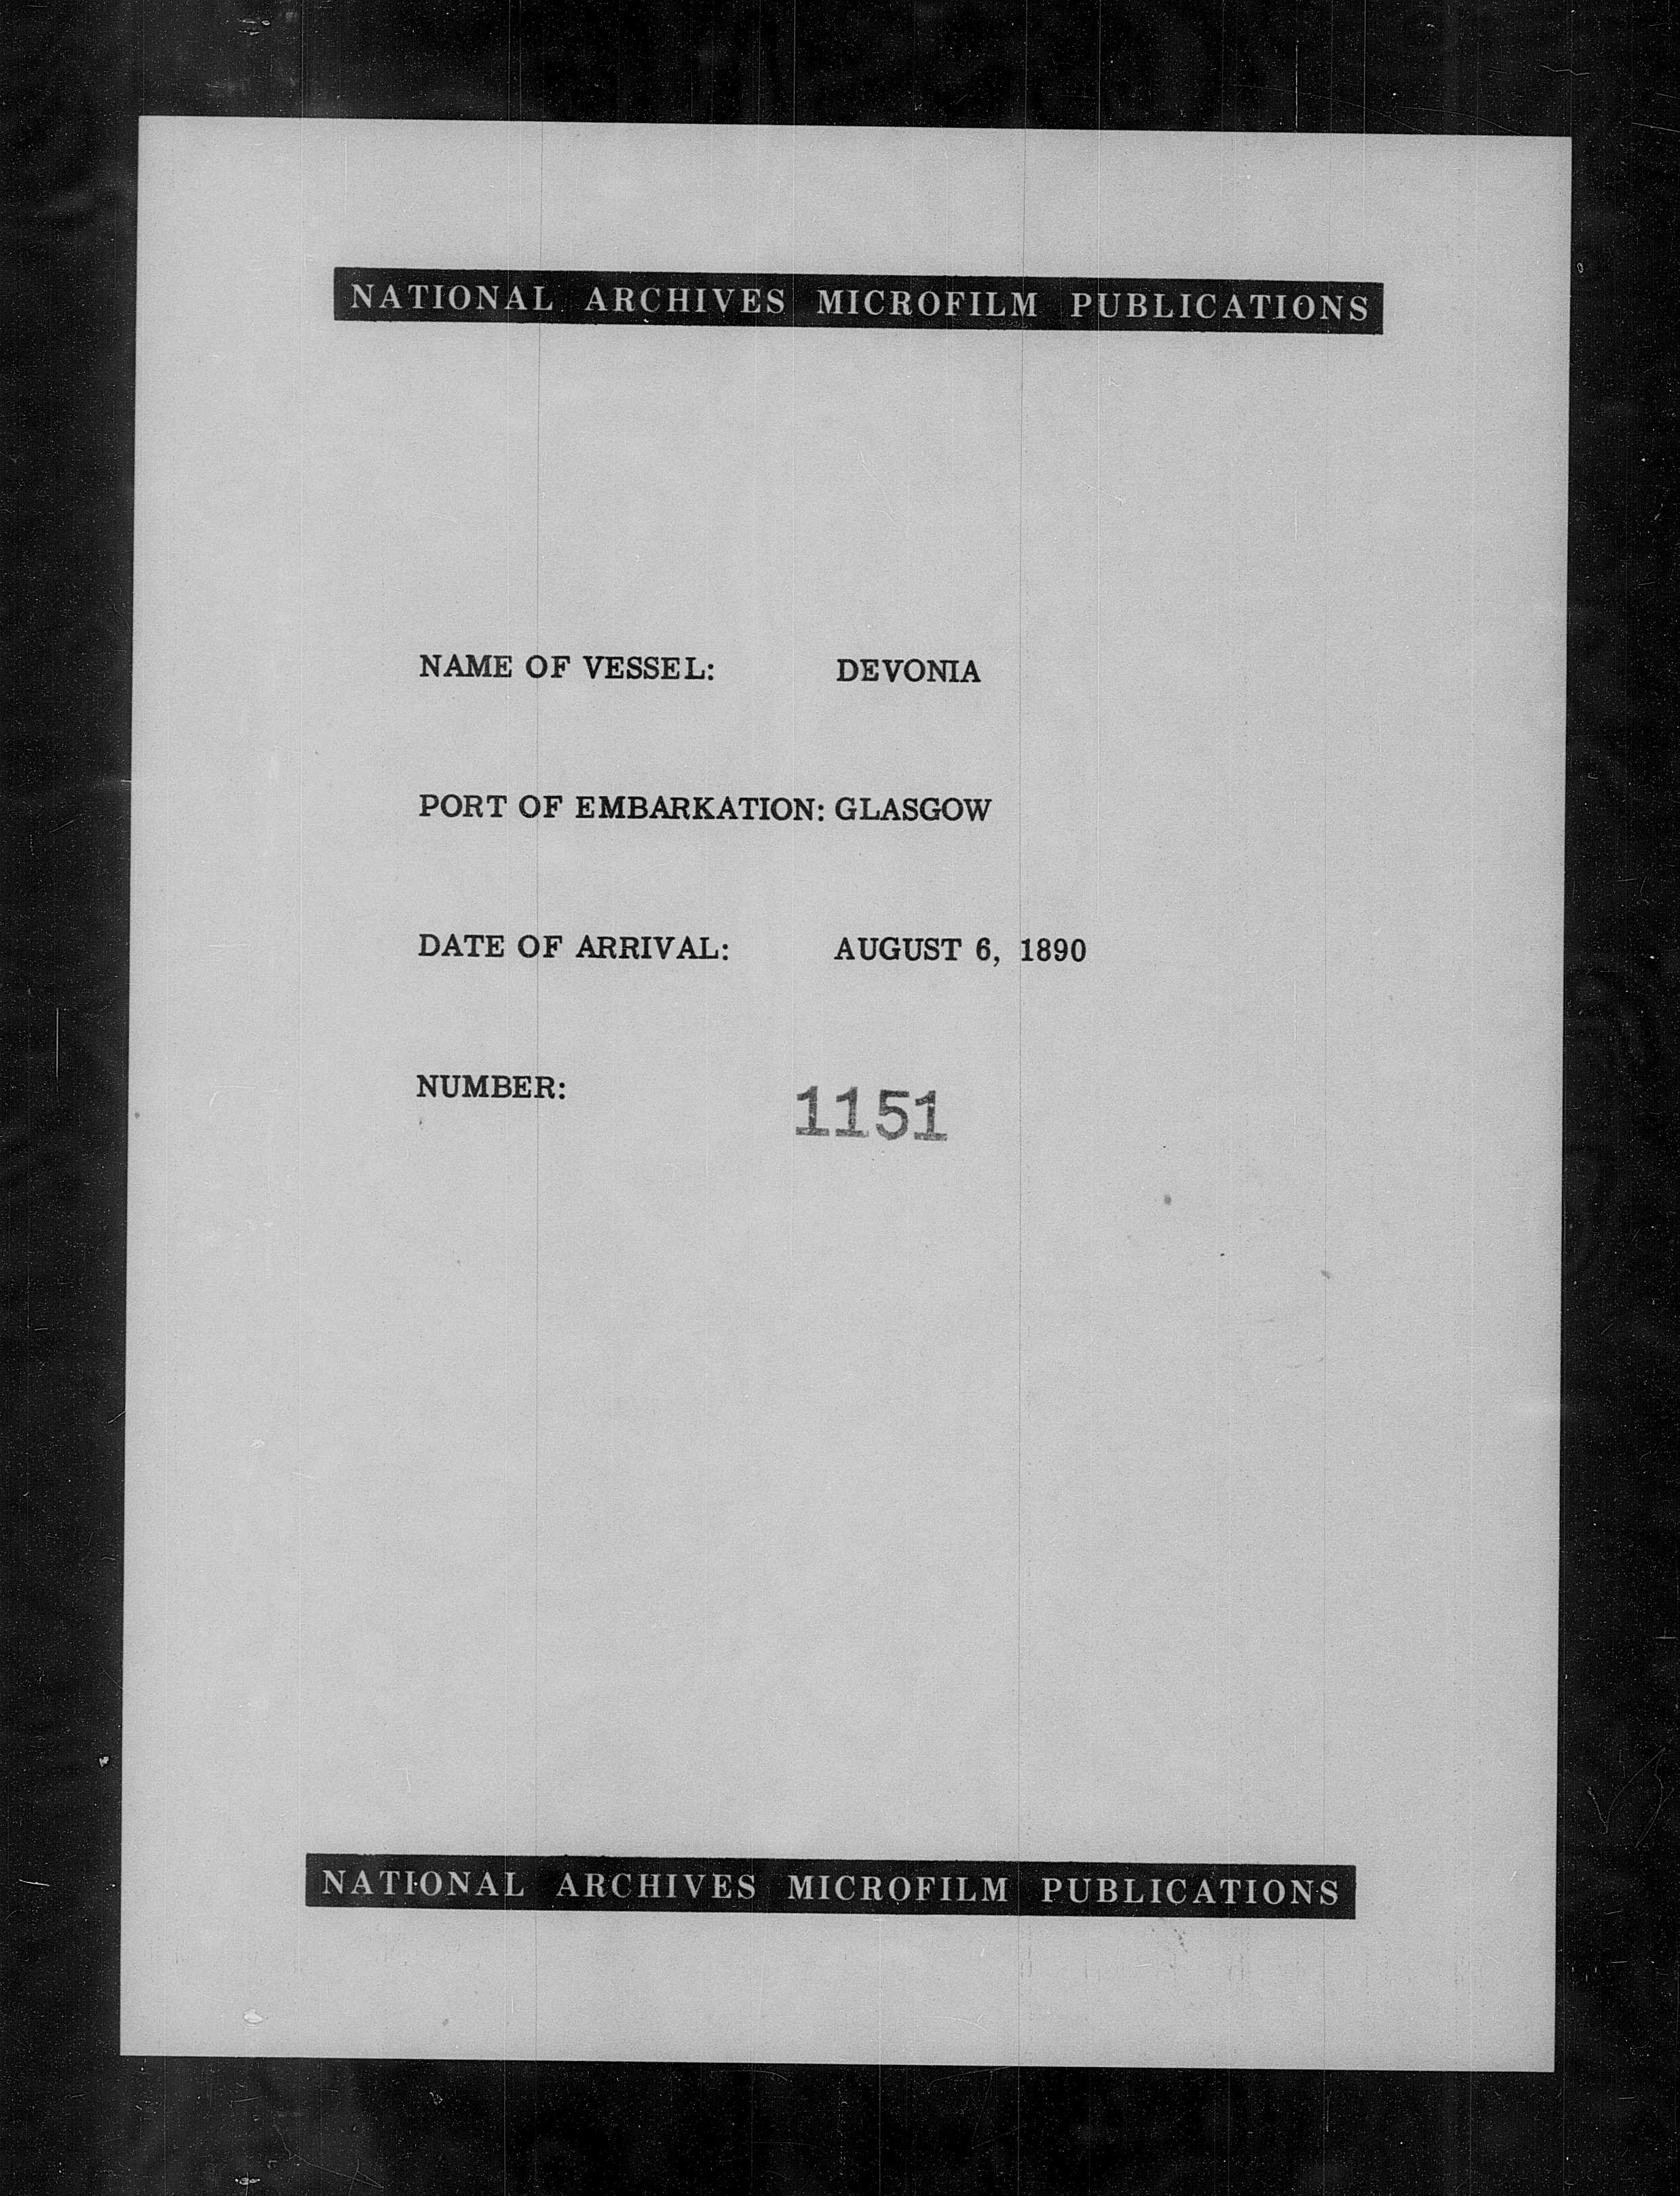 NATIONAL ARCHIVES MICROFILM PUBLICATIONS
NAME OF VESSEL: DEVONIA
PORT OF EMBARKATION: GLASGOW
DATE OF ARRIVAL: AUGUST 6, 1890
NUMBER: 1151
NATIONAL ARCHIVES MICROFILM PUBLICATIONS